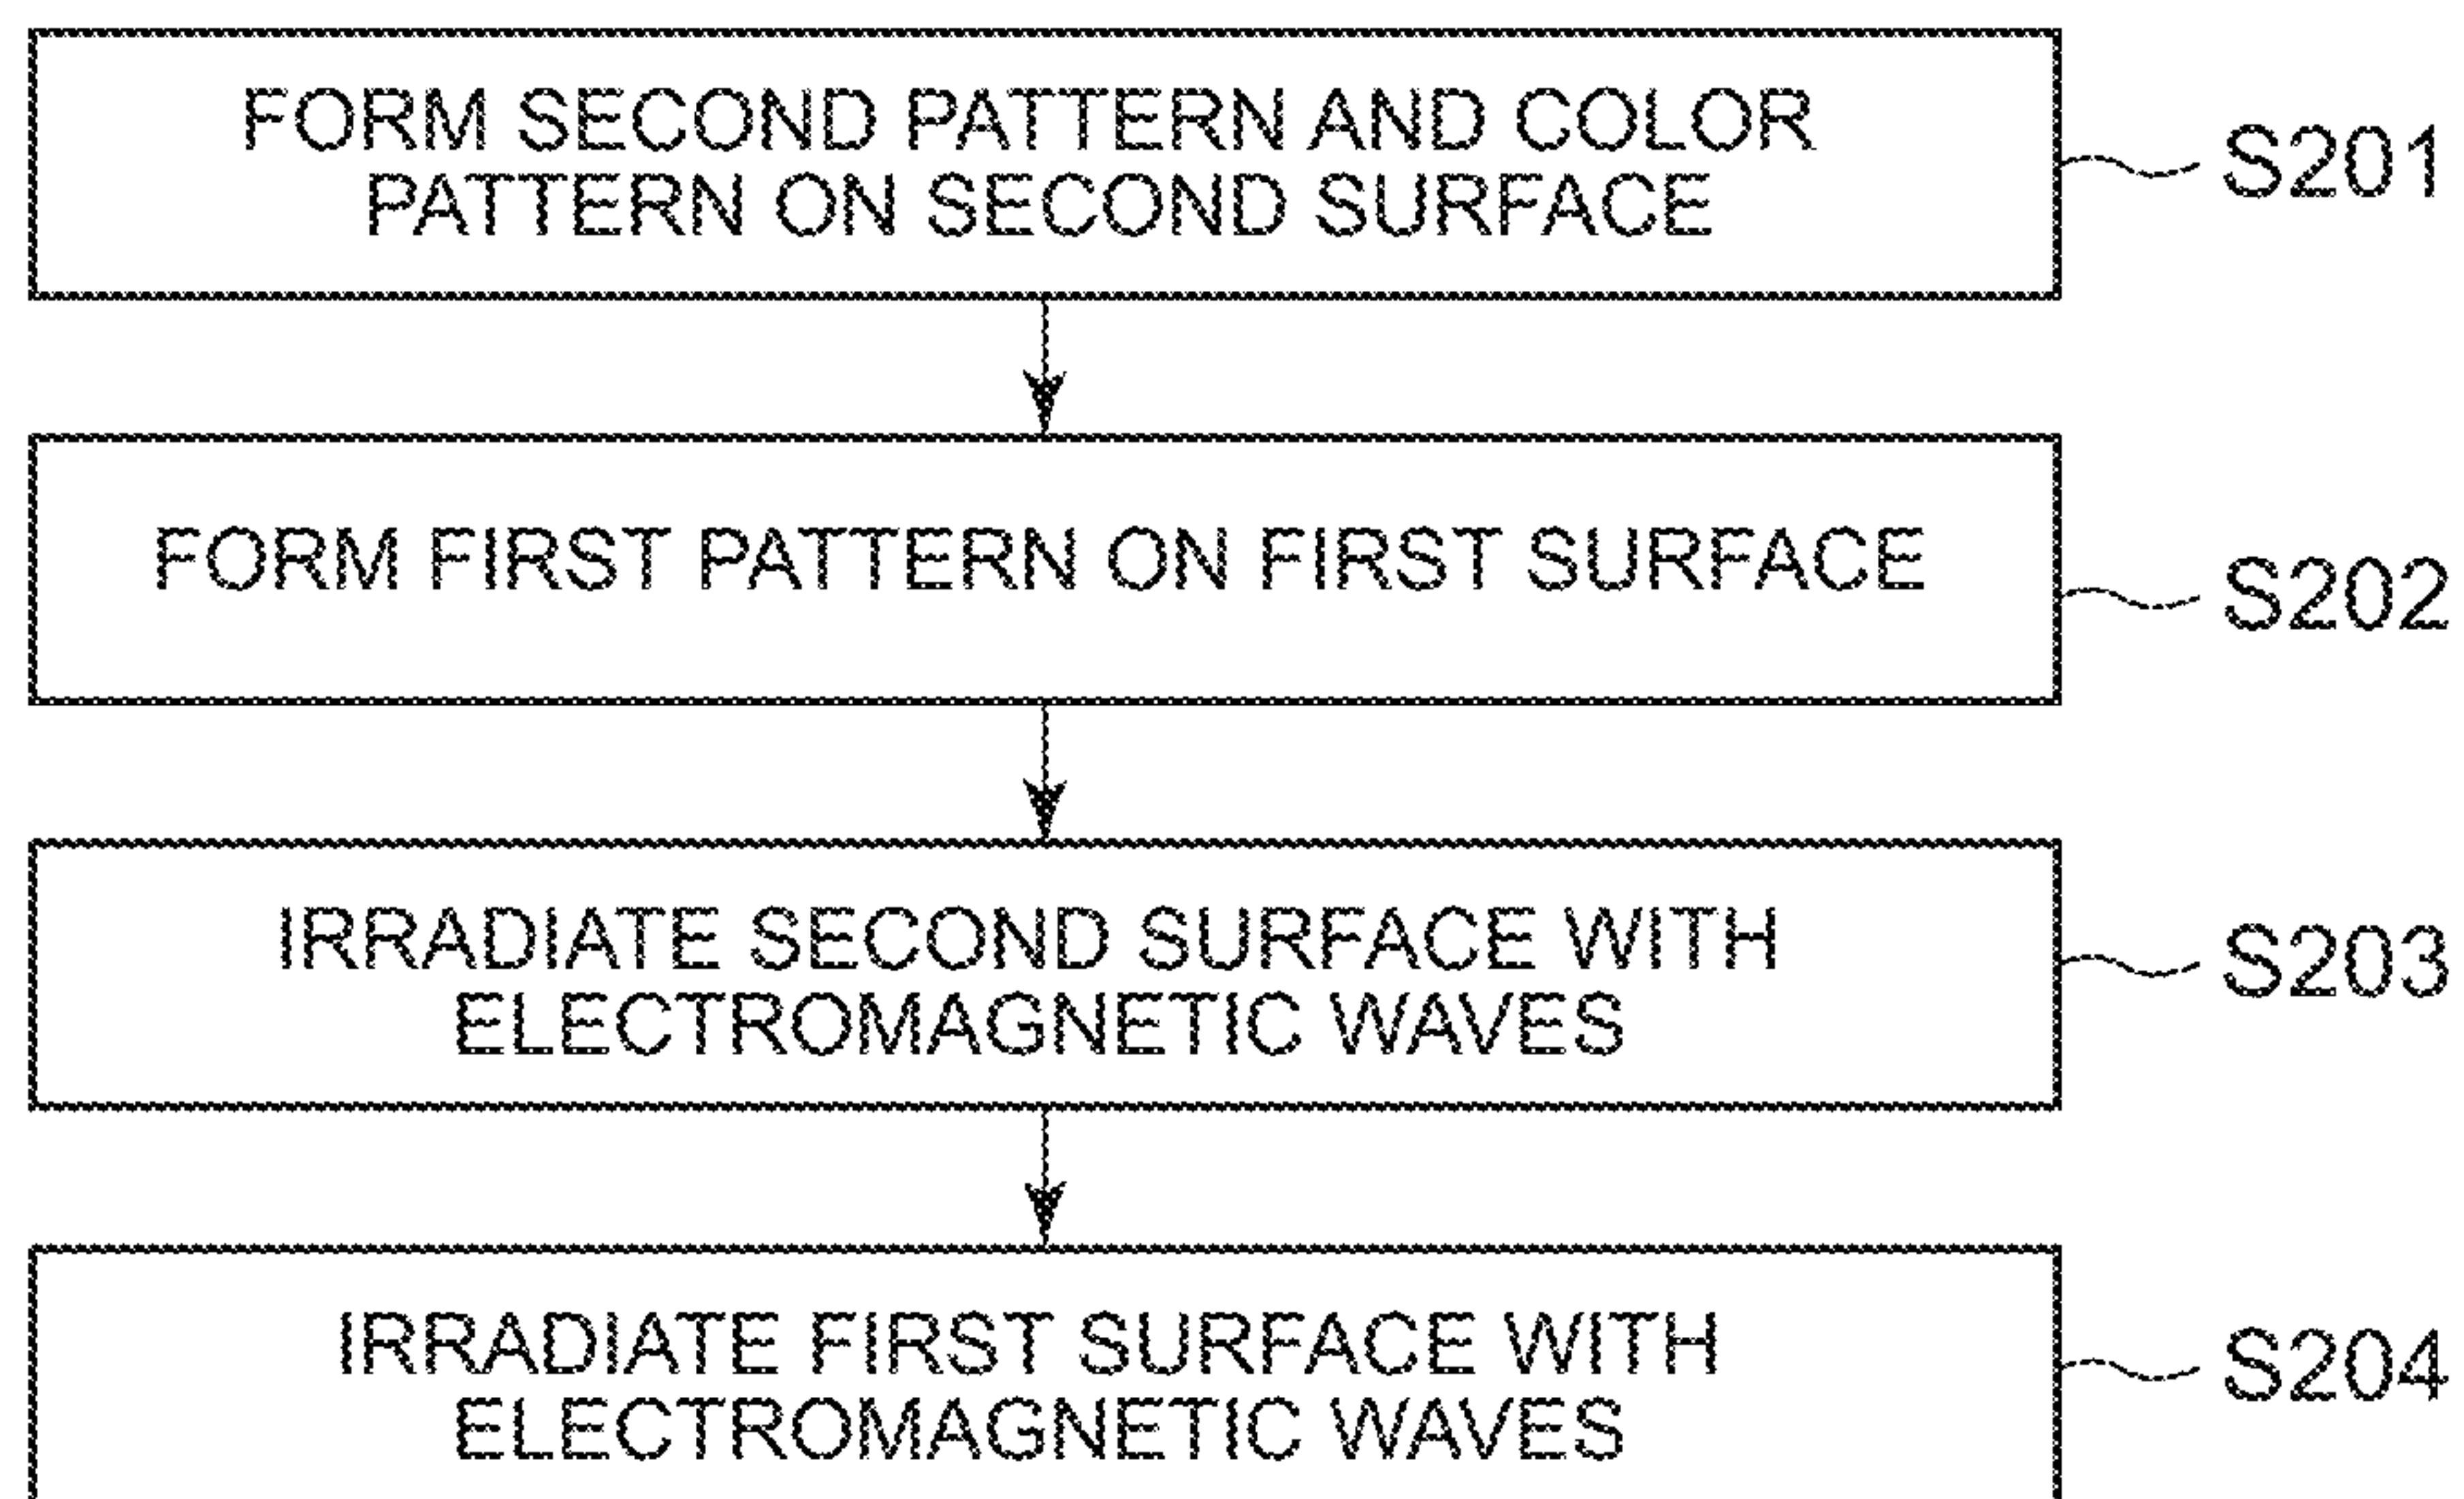 FORM SECOND PATTERN AND COLOR
PATTERN ON SECOND SURFACE
S201
FORM FIRST PATTERN ON FIRST SURFACE
S202
IRRADIATE SECOND SURFACE WITH
ELECTROMAGNETIC WAVES
S203
IRRADIATE FIRST SURFACE WITH
ELECTROMAGNETIC WAVES
S204